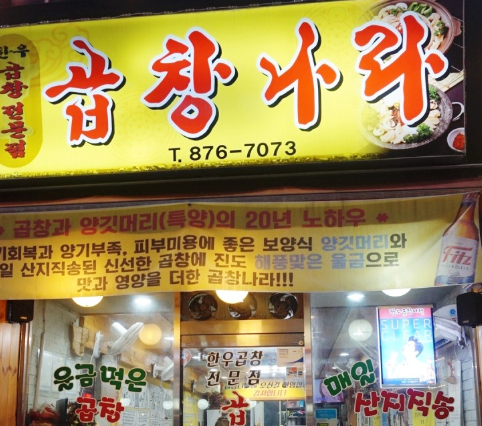 한우
곱창 전문점
곱창나라
T. 876-7073
* 곱창과 양깃머리(특양)의 20년 노하우 *
기회복과 양기부족, 피부미용에 좋은 보양식 양깃머리와
일 산지직송된 신선한 곱창에 진도 해풍맞은 울금으로
맛과 영양을 더한 곱창나라!!!
Fitz
울금먹은
곱창
한우곱창
전문점
곱
SUPER
매일
산지직송